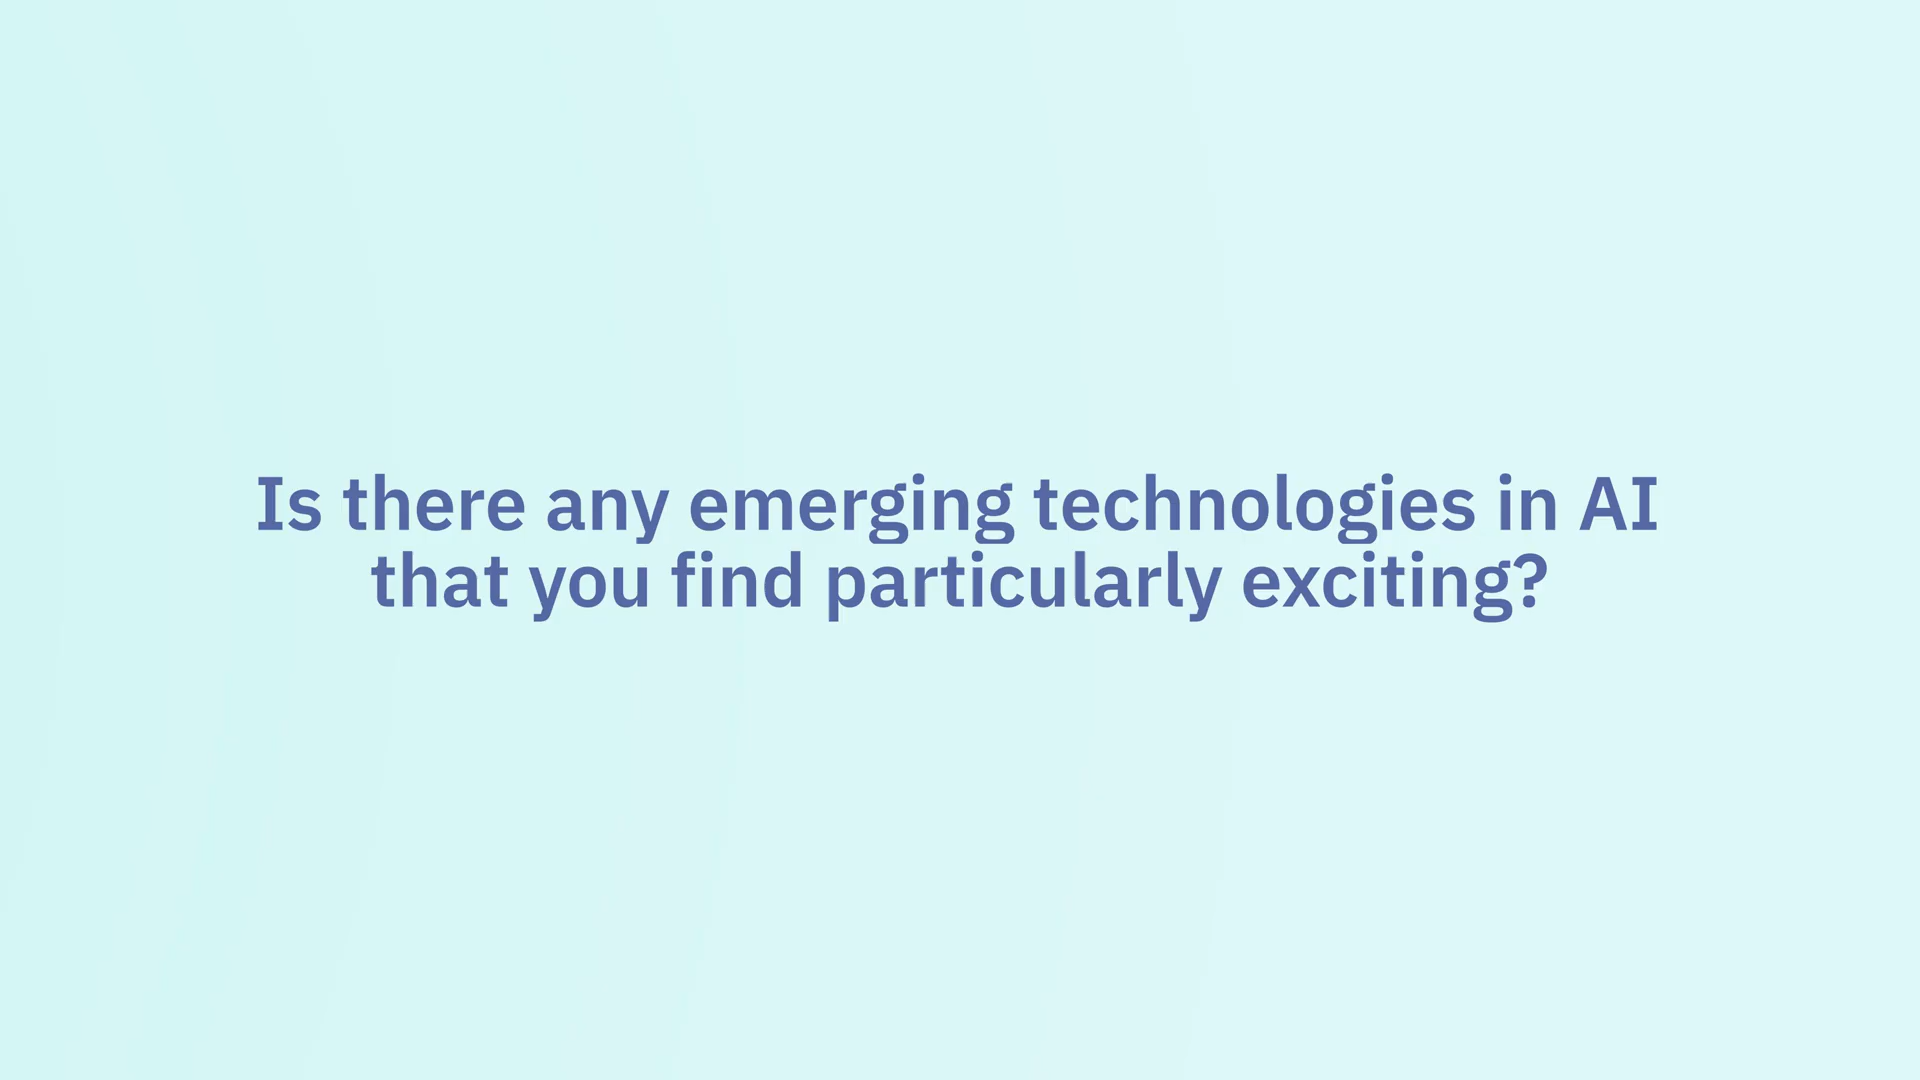 Is there any emerging technologies in AI
that you find particularly exciting?